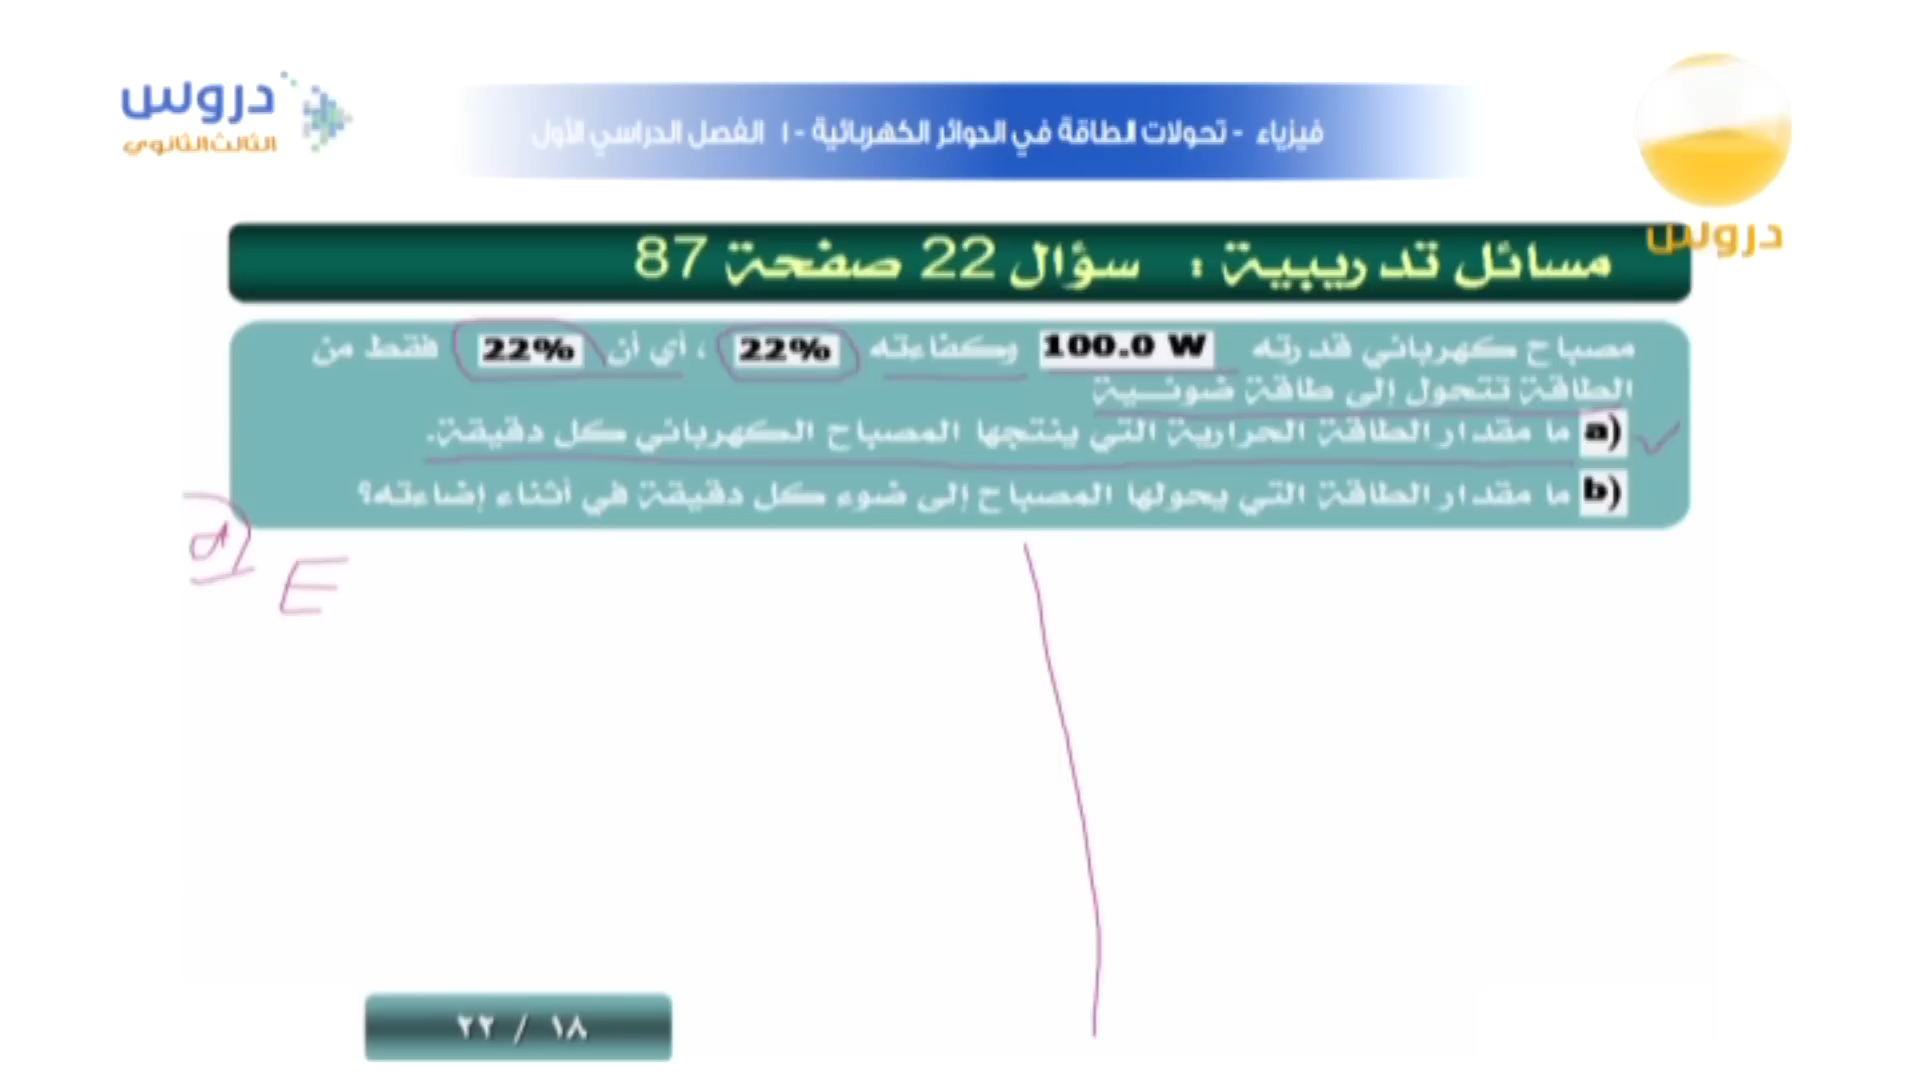 دروس
الثالث الثانوي
فيزياء - تحولات الطاقة في الدوائر الكهربائية - ١ الفصل الدراسي الأول
دروس
مسائل تدريبية : سؤال 22 صفحة 87
مصباح كهربائي قدرته 100.0 W وكفاءته 22% ، أي أن 22% فقط من
الطاقة تتحول إلى طاقة ضوئية
a) ما مقدار الطاقة الحرارية التي ينتجها المصباح الكهربائي كل دقيقة.
b) ما مقدار الطاقة التي يحولها المصباح إلى ضوء كل دقيقة في أثناء إضاءته؟
a)
E
١٨ / ٢٢